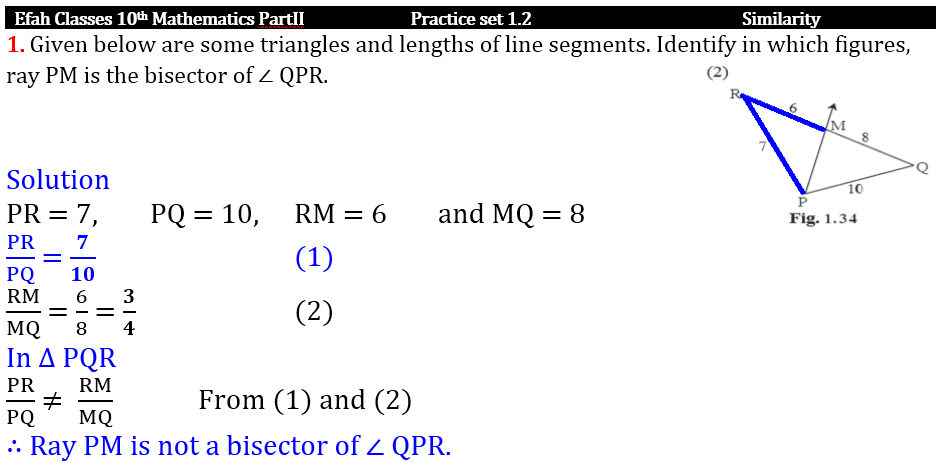 Efah Classes 10th Mathematics PartII Practice set 1.2 Similarity
1. Given below are some triangles and lengths of line segments. Identify in which figures,
ray PM is the bisector of ∠ QPR.
(2)
R
6
M
8
7
Q
10
P
Fig. 1.34
Solution
PR = 7, PQ = 10, RM = 6 and MQ = 8
PR/PQ = 7/10 (1)
RM/MQ = 6/8 = 3/4 (2)
In Δ PQR
PR/PQ ≠ RM/MQ From (1) and (2)
∴ Ray PM is not a bisector of ∠ QPR.